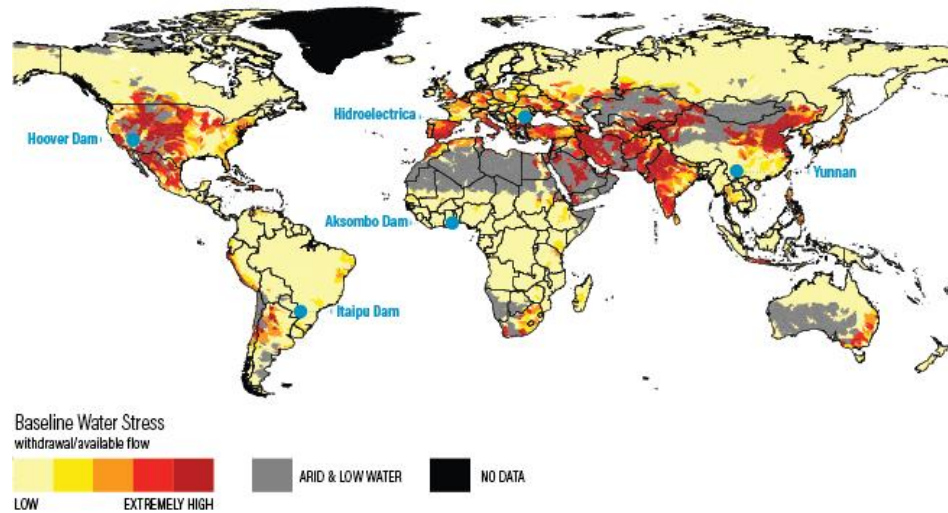 Hoover Dam
Hidroelectrica
Yunnan
Aksombo Dam
Itaipu Dam
Baseline Water Stress
withdrawal/available flow
ARID & LOW WATER
NO DATA
LOW
EXTREMELY HIGH